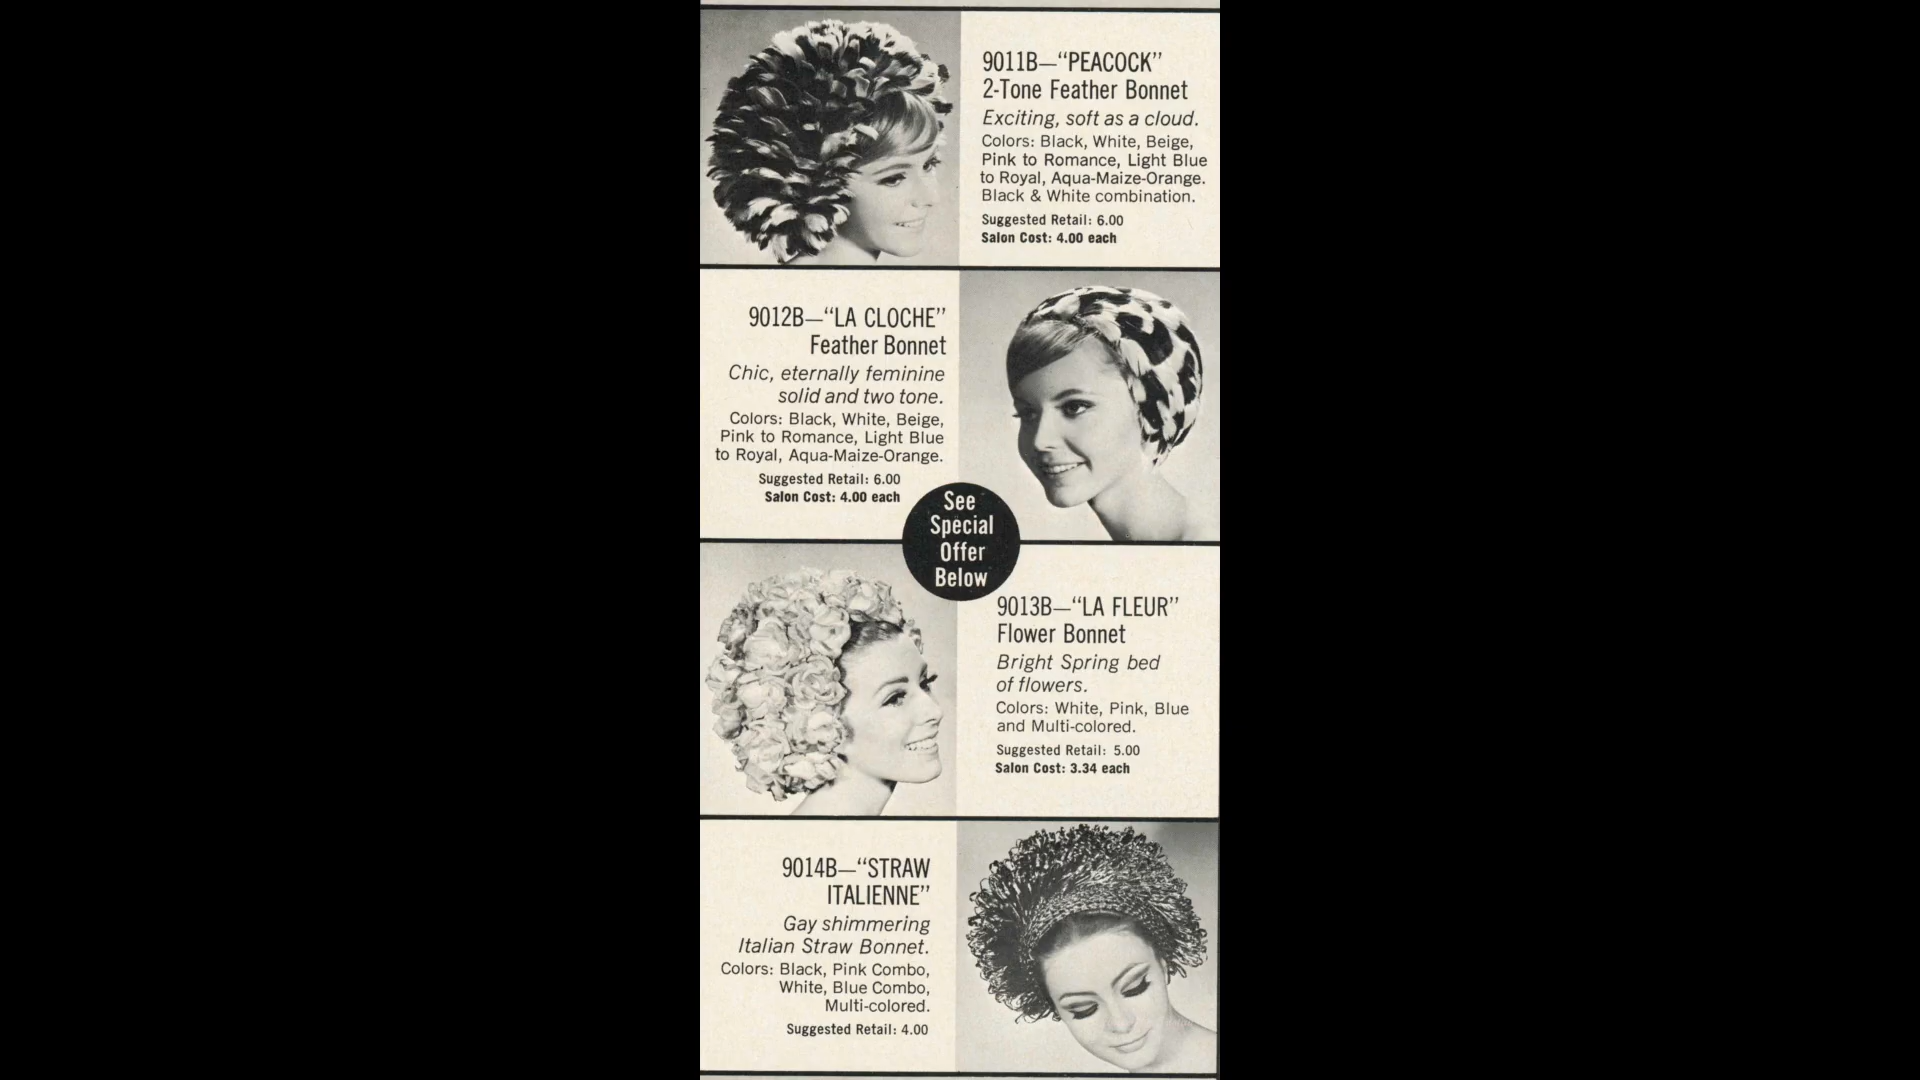 9011B—“PEACOCK”
2-Tone Feather Bonnet
Exciting, soft as a cloud.
Colors: Black, White, Beige,
Pink to Romance, Light Blue
to Royal, Aqua-Maize-Orange.
Black & White combination.
Suggested Retail: 6.00
Salon Cost: 4.00 each
9012B—“LA CLOCHE”
Feather Bonnet
Chic, eternally feminine
solid and two tone.
Colors: Black, White, Beige,
Pink to Romance, Light Blue
to Royal, Aqua-Maize-Orange.
Suggested Retail: 6.00
Salon Cost: 4.00 each
See
Special
Offer
Below
9013B—“LA FLEUR”
Flower Bonnet
Bright Spring bed
of flowers.
Colors: White, Pink, Blue
and Multi-colored.
Suggested Retail: 5.00
Salon Cost: 3.34 each
9014B—“STRAW
ITALIENNE”
Gay shimmering
Italian Straw Bonnet.
Colors: Black, Pink Combo,
White, Blue Combo,
Multi-colored.
Suggested Retail: 4.00